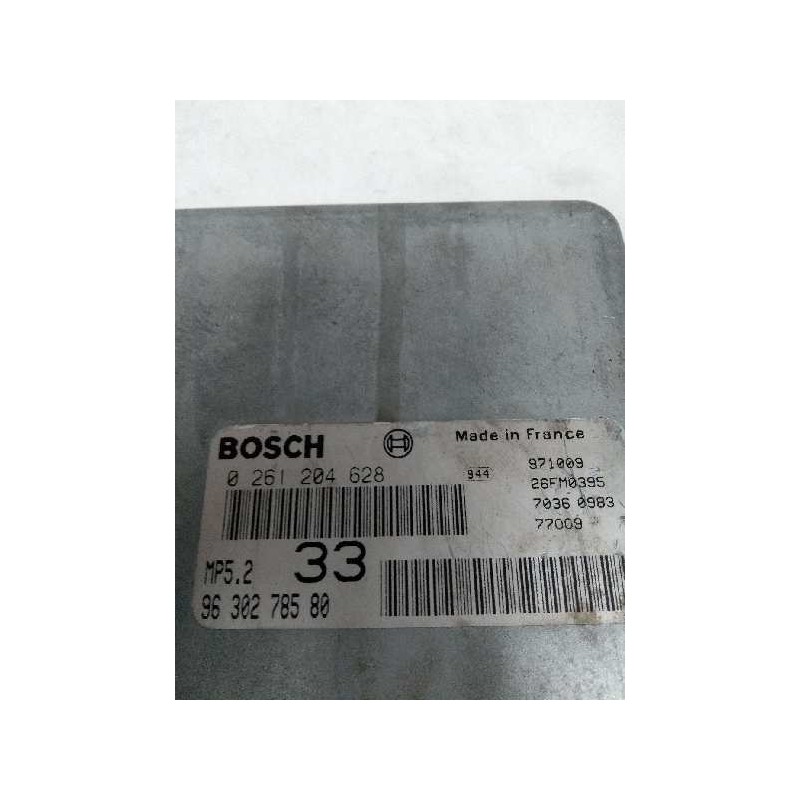 BOSCH
Made in France
0 261 204 628
944
971009
26FM0395
7036 0983
77009
MP5.2
33
96 302 785 80